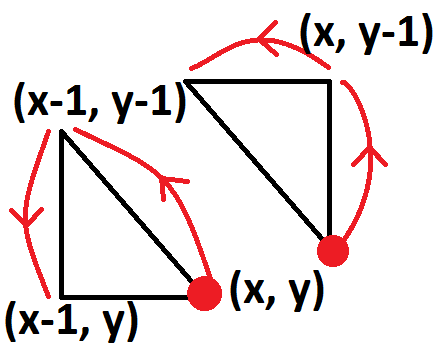 (x, y-1)
(x-1, y-1)
(x, y)
(x-1, y)